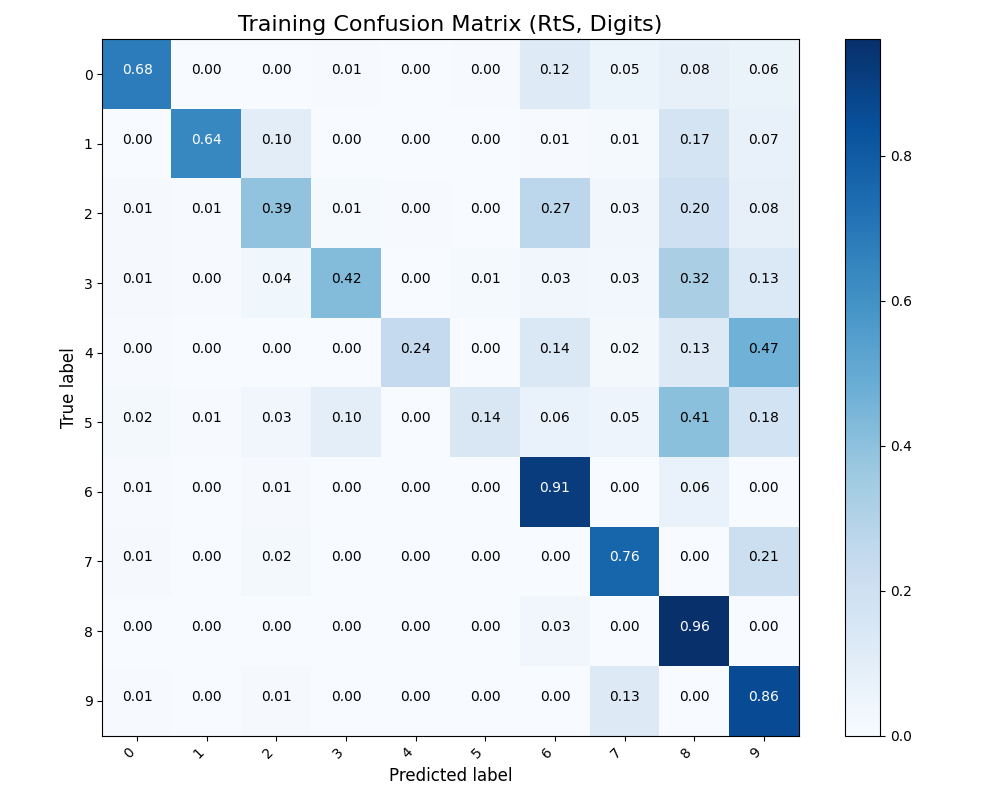 Training Confusion Matrix (RtS, Digits)
0 0.68 0.00 0.00 0.01 0.00 0.00 0.12 0.05 0.08 0.06
1 0.00 0.64 0.10 0.00 0.00 0.00 0.01 0.01 0.17 0.07
2 0.01 0.01 0.39 0.01 0.00 0.00 0.27 0.03 0.20 0.08
3 0.01 0.00 0.04 0.42 0.00 0.01 0.03 0.03 0.32 0.13
4 0.00 0.00 0.00 0.00 0.24 0.00 0.14 0.02 0.13 0.47
5 0.02 0.01 0.03 0.10 0.00 0.14 0.06 0.05 0.41 0.18
6 0.01 0.00 0.01 0.00 0.00 0.00 0.91 0.00 0.06 0.00
7 0.01 0.00 0.02 0.00 0.00 0.00 0.00 0.76 0.00 0.21
8 0.00 0.00 0.00 0.00 0.00 0.00 0.03 0.00 0.96 0.00
9 0.01 0.00 0.01 0.00 0.00 0.00 0.00 0.13 0.00 0.86
0 1 2 3 4 5 6 7 8 9
Predicted label
True label
0.8
0.6
0.4
0.2
0.0